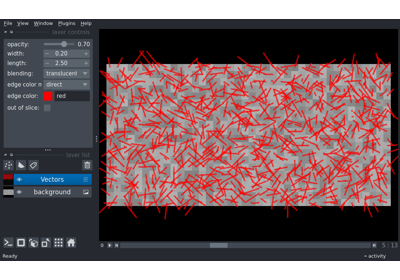 File View Window Plugins Help
layer controls
opacity: 0.70
width: 0.20
length: 2.50
blending: translucent
edge color m direct
edge color: red
out of slice:
layer list
Vectors
background
0 5 13
Ready activity